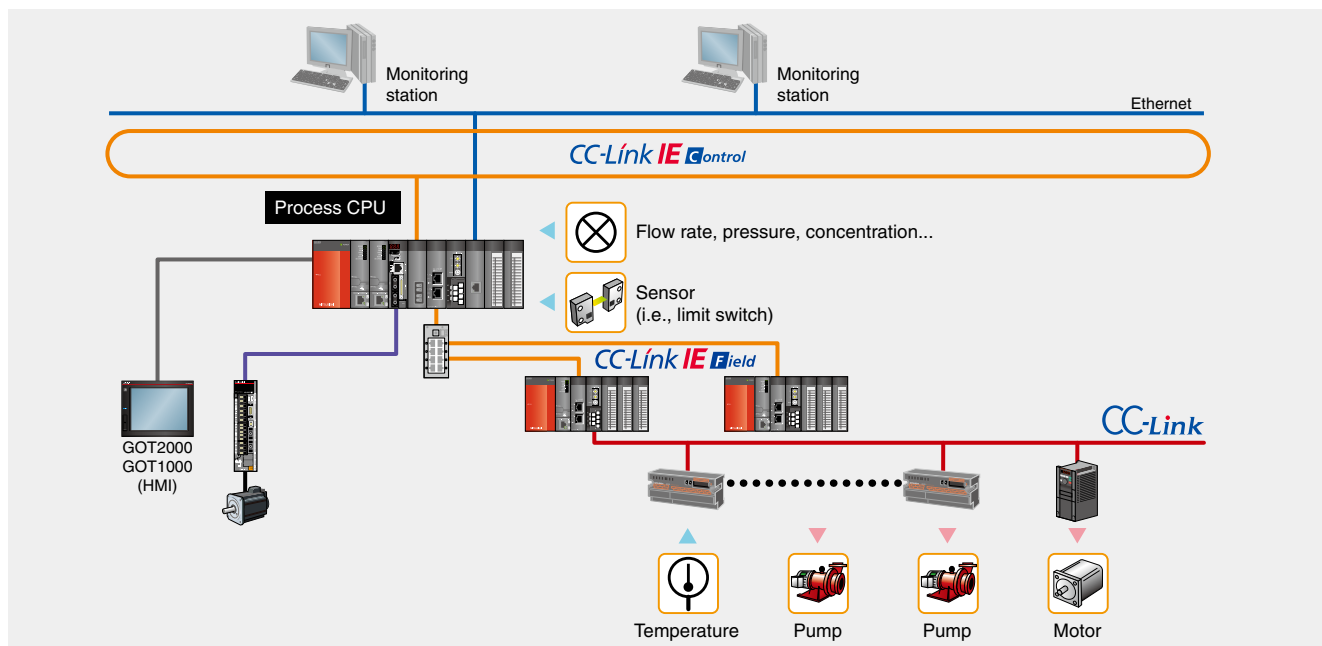 Monitoring
station
Monitoring
station
Ethernet
CC-Link IE Control
Process CPU
Flow rate, pressure, concentration...
Sensor
(i.e., limit switch)
CC-Link IE Field
GOT2000
GOT1000
(HMI)
CC-Link
Temperature
Pump
Pump
Motor